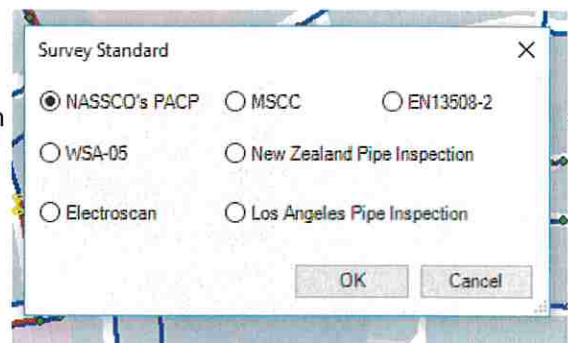 Survey Standard
NASSCO's PACP MSCC EN13508-2
WSA-05 New Zealand Pipe Inspection
Electroscan Los Angeles Pipe Inspection
OK Cancel